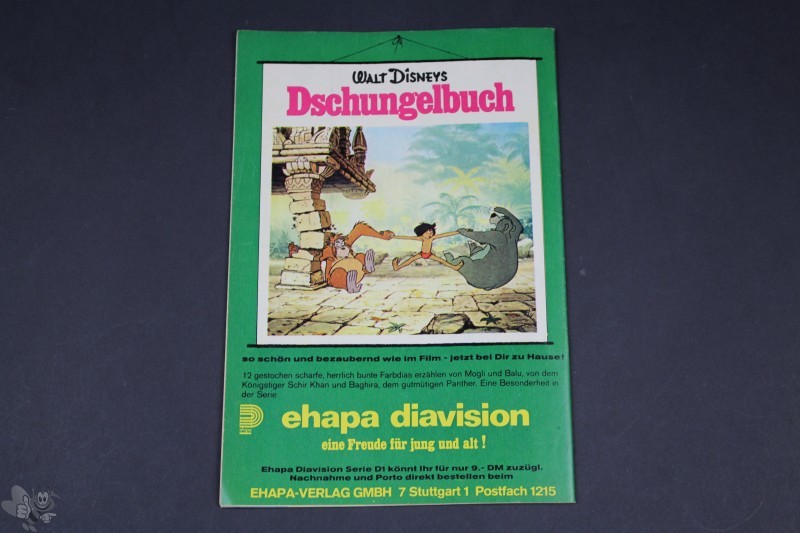 WALT DISNEYS
Dschungelbuch
so schön und bezaubernd wie im Film - jetzt bei Dir zu Hause!
12 gestochen scharfe, herrlich bunte Farbdias erzählen von Mogli und Balu, von dem
Königstiger Schir Khan und Baghira, dem gutmütigen Panther. Eine Besonderheit in
der Serie
ehapa diavision
eine Freude für jung und alt!
Ehapa Diavision Serie D1 könnt Ihr für nur 9.- DM zuzügl.
Nachnahme und Porto direkt bestellen beim
EHAPA-VERLAG GMBH 7 Stuttgart 1 Postfach 1215